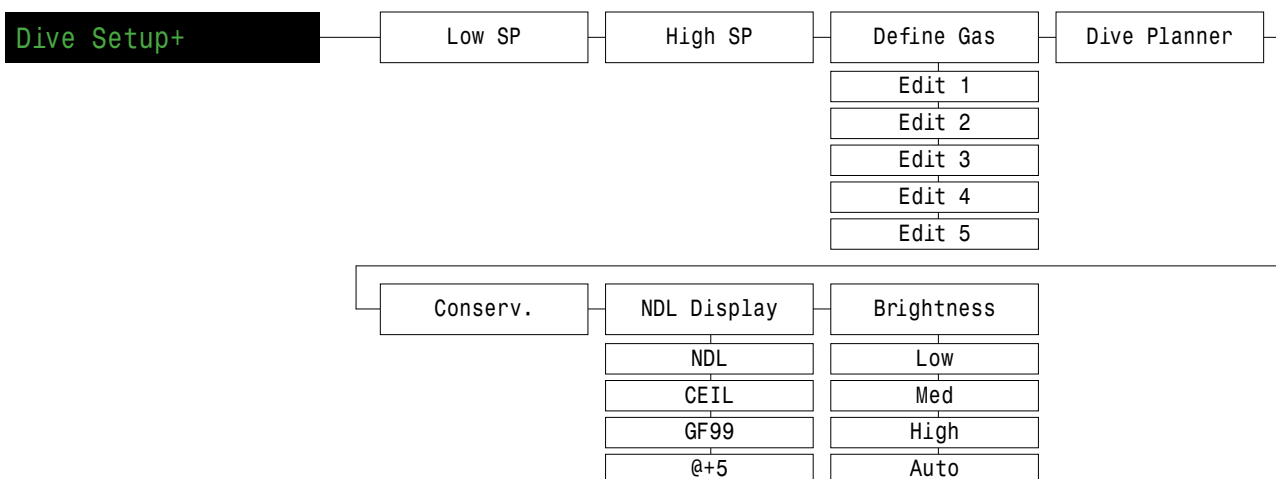 Dive Setup+
Low SP
High SP
Define Gas
Dive Planner
Edit 1
Edit 2
Edit 3
Edit 4
Edit 5
Conserv.
NDL Display
Brightness
NDL
CEIL
GF99
@+5
Low
Med
High
Auto